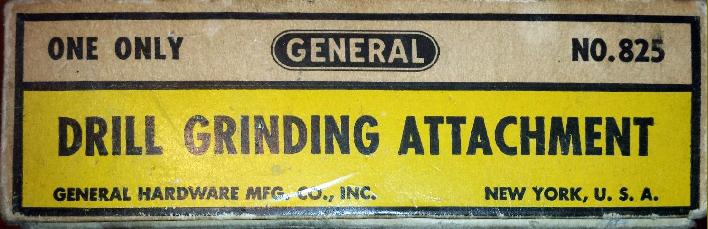 ONE ONLY GENERAL NO. 825
DRILL GRINDING ATTACHMENT
GENERAL HARDWARE MFG. CO., INC. NEW YORK, U. S. A.